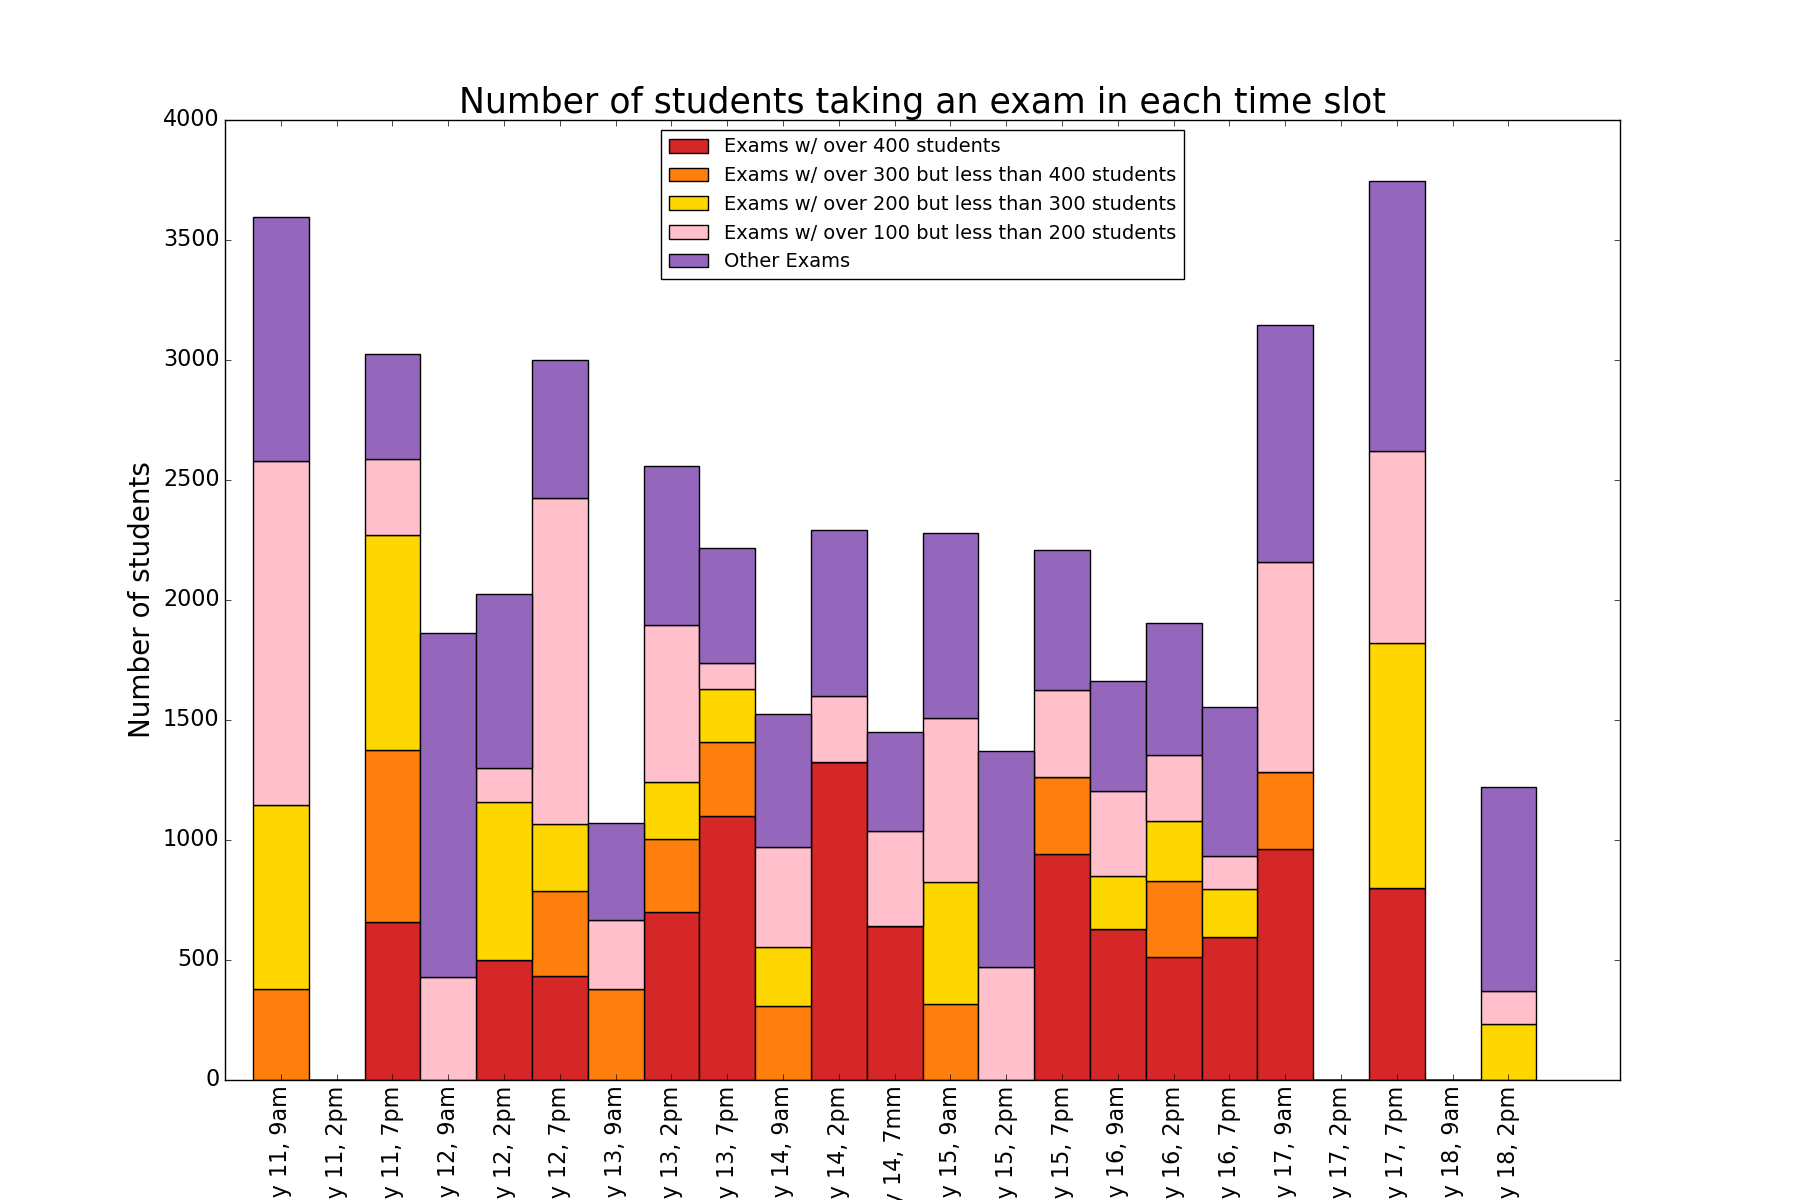 Number of students taking an exam in each time slot
Exams w/ over 400 students
Exams w/ over 300 but less than 400 students
Exams w/ over 200 but less than 300 students
Exams w/ over 100 but less than 200 students
Other Exams
Number of students
4000
3500
3000
2500
2000
1500
1000
500
0
y 11, 9am
y 11, 2pm
y 11, 7pm
y 12, 9am
y 12, 2pm
y 12, 7pm
y 13, 9am
y 13, 2pm
y 13, 7pm
y 14, 9am
y 14, 2pm
y 14, 7mm
y 15, 9am
y 15, 2pm
y 15, 7pm
y 16, 9am
y 16, 2pm
y 16, 7pm
y 17, 9am
y 17, 2pm
y 17, 7pm
y 18, 9am
y 18, 2pm